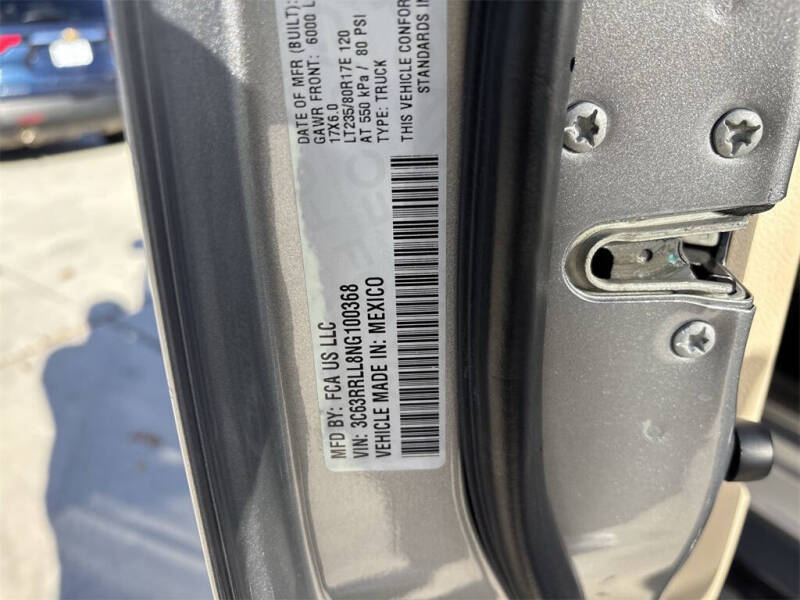 MFD BY: FCA US LLC
DATE OF MFR (BUILT):
GAWR FRONT: 6000 L
17X6.0
LT235/80R17E 120
AT 550 kPa / 80 PSI
TYPE: TRUCK
VIN: 3C63RRLL8NG100368
VEHICLE MADE IN: MEXICO
THIS VEHICLE CONFOR
STANDARDS IN